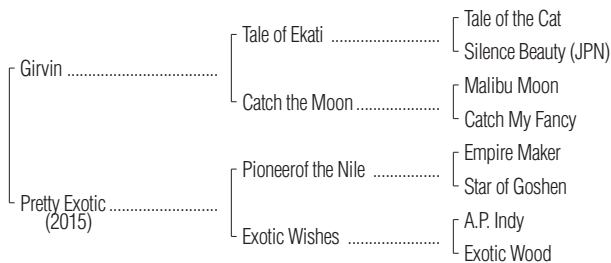 Tale of the Cat
Tale of Ekati ..........................
Silence Beauty (JPN)
Girvin ....................................
Malibu Moon
Catch the Moon ....................
Catch My Fancy
Empire Maker
Pioneerof the Nile ................
Star of Goshen
Pretty Exotic ..........................
(2015)
A.P. Indy
Exotic Wishes ......................
Exotic Wood